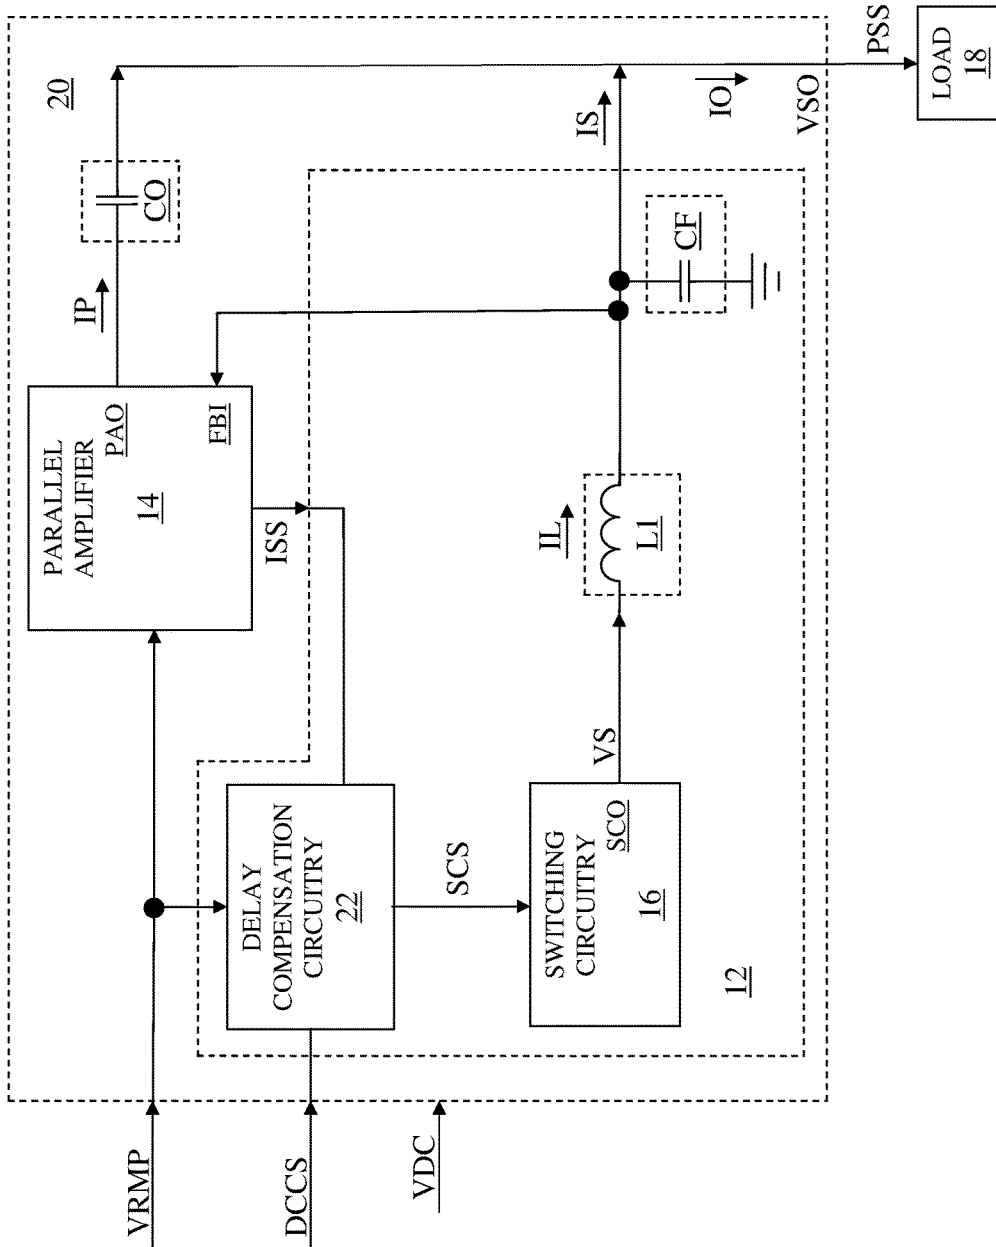 20
IP
CO
PARALLEL
AMPLIFIER
14
PAO
FBI
ISS
VRMP
DCCS
VDC
DELAY
COMPENSATION
CIRCUITRY
22
SCS
SWITCHING
CIRCUITRY
16
SCO
12
VS
IL
L1
CF
IS
IO
VSO
PSS
LOAD
18